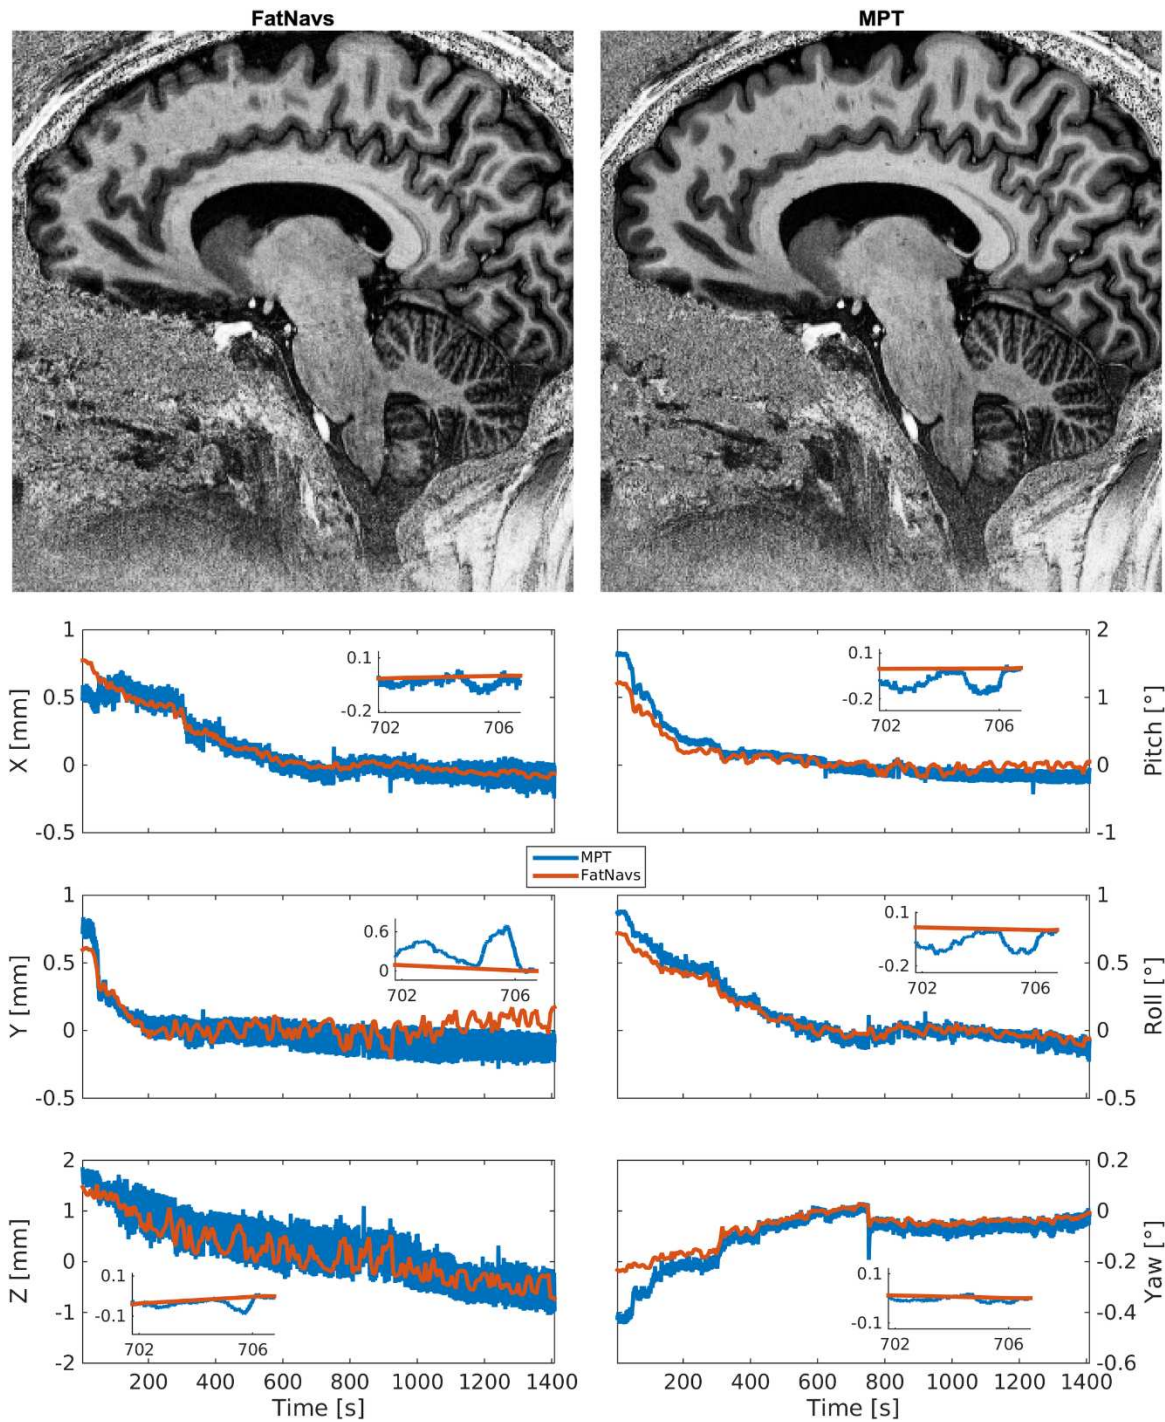 FatNavs MPT
1 2
0.1 0.1
0.5 1
-0.2 -0.2
702 706 702 706
X [mm] Pitch [°]
0 0
-0.5 -1
MPT
FatNavs
1 1
0.6 0.1
0.5 0.5
0 -0.2
702 706 702 706
Y [mm] Roll [°]
0 0
-0.5 -0.5
2 0.2
1 0
Z [mm] Yaw [°]
0 -0.2
0.1 0.1
-1 -0.4
-0.1 -0.1
702 706 702 706
-2 -0.6
200 400 600 800 1000 1200 1400 200 400 600 800 1000 1200 1400
Time [s] Time [s]